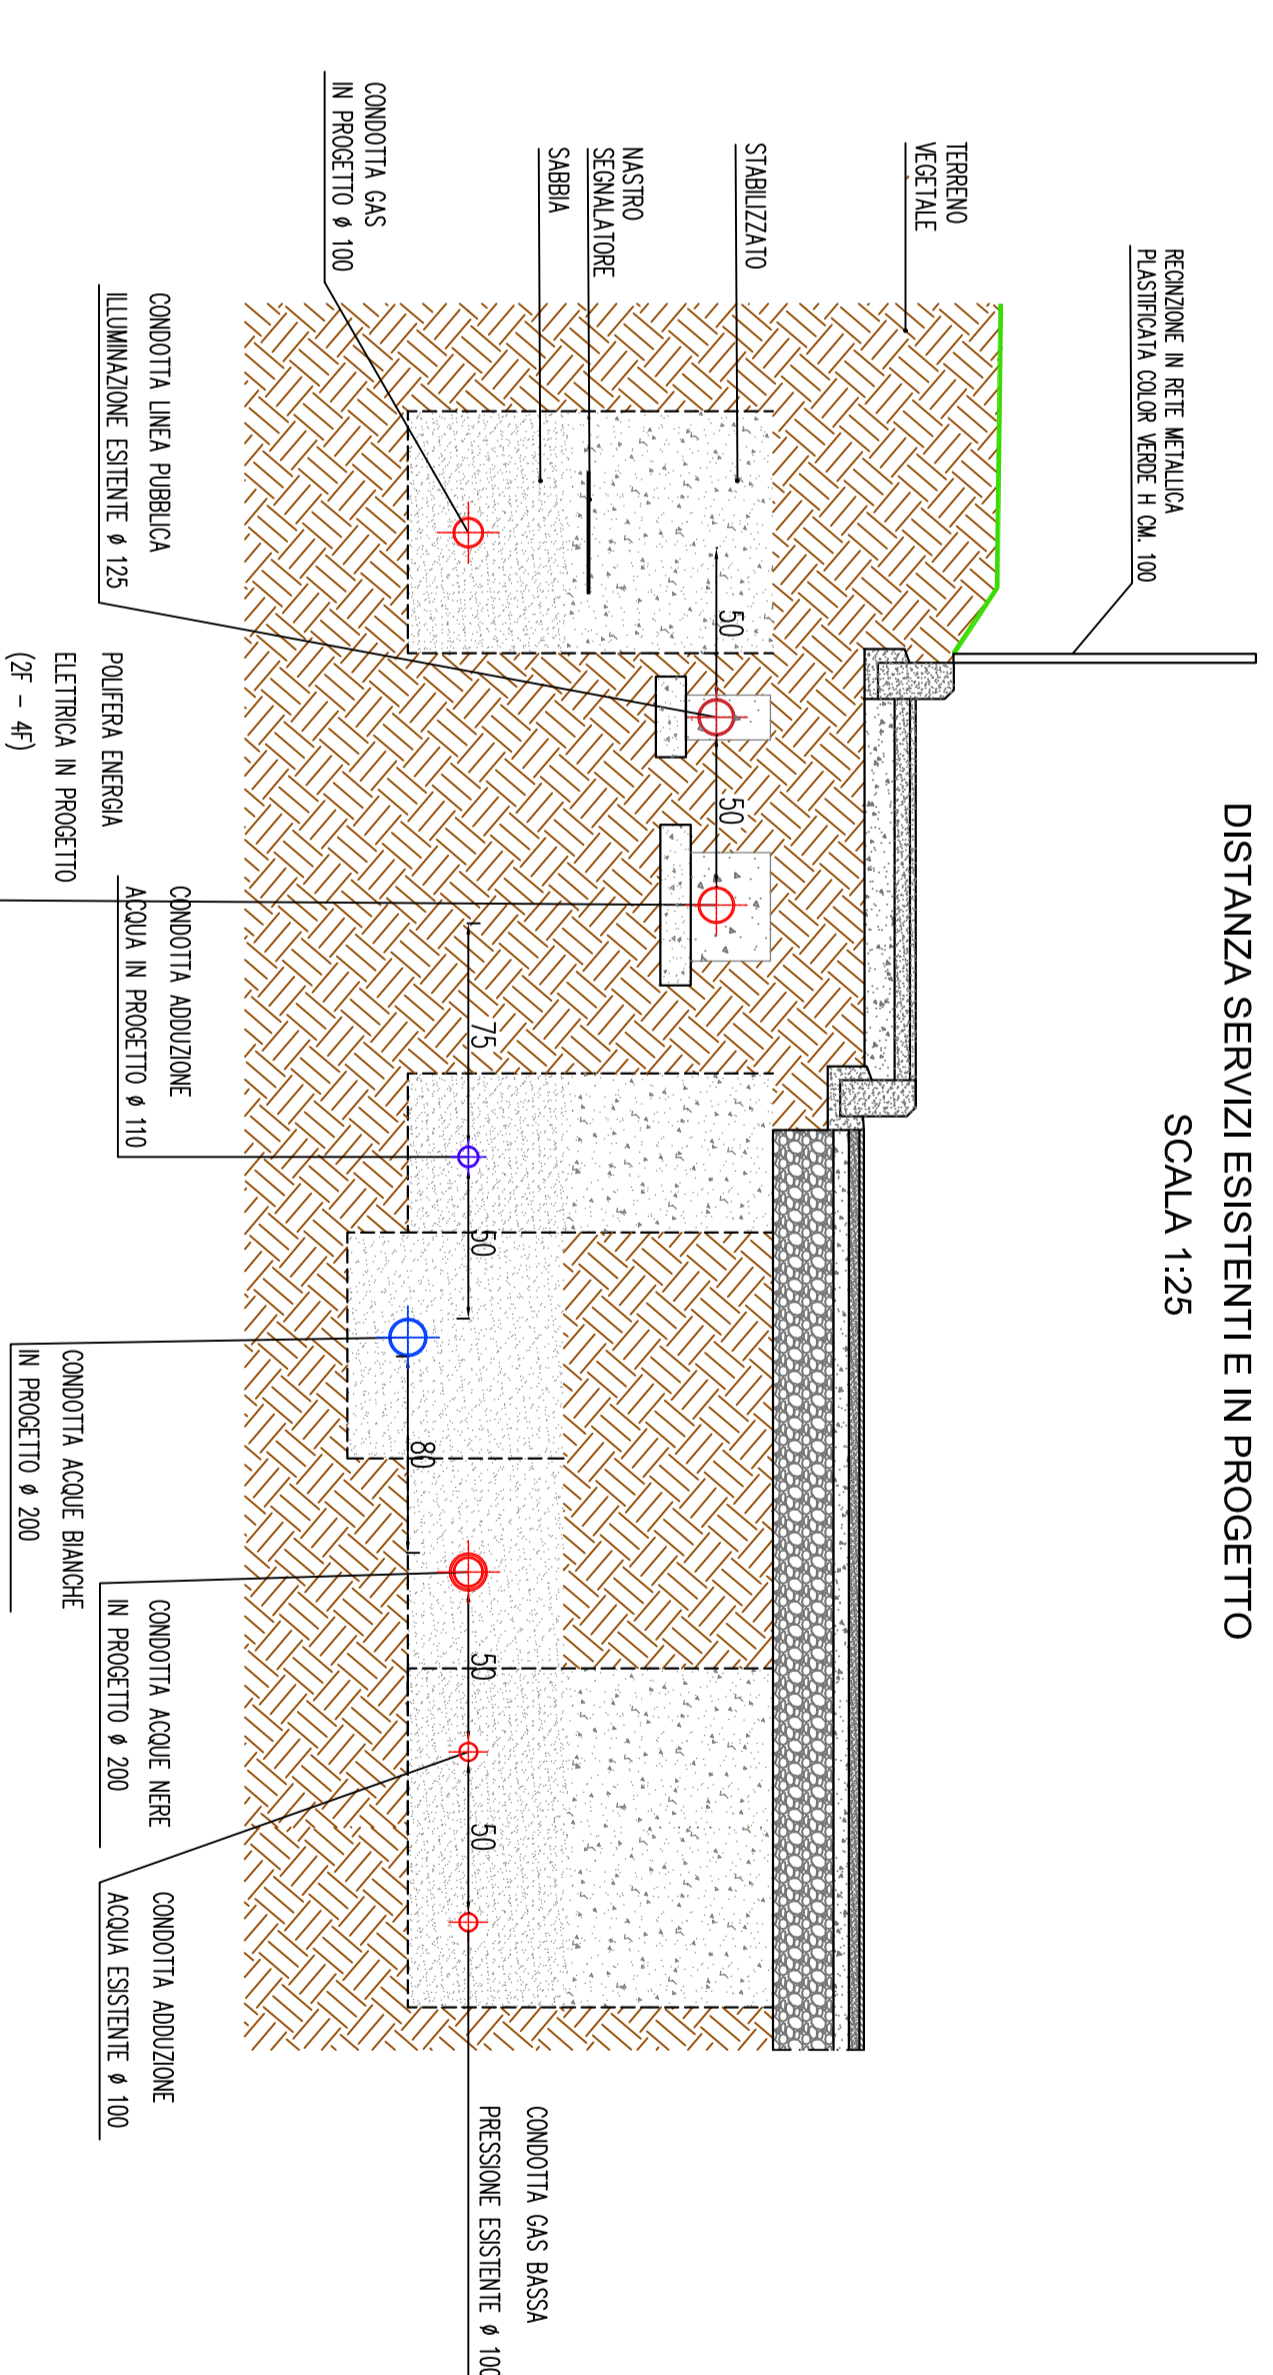 DISTANZA SERVIZI ESISTENTI E IN PROGETTO
SCALA 1:25
RECINZIONE IN RETE METALLICA
PLASTIFICATA COLOR VERDE H CM. 100
TERRENO
VEGETALE
STABILIZZATO
NASTRO
SEGNALATORE
SABBIA
CONDOTTA GAS
IN PROGETTO ø 100
50
50
75
50
80
50
50
CONDOTTA LINEA PUBBLICA
ILLUMINAZIONE ESITENTE ø 125
POLIFERA ENERGIA
ELETTRICA IN PROGETTO
(2F - 4F)
CONDOTTA ADDUZIONE
ACQUA IN PROGETTO ø 110
CONDOTTA ACQUE BIANCHE
IN PROGETTO ø 200
CONDOTTA ACQUE NERE
IN PROGETTO ø 200
CONDOTTA ADDUZIONE
ACQUA ESISTENTE ø 100
CONDOTTA GAS BASSA
PRESSIONE ESISTENTE ø 100